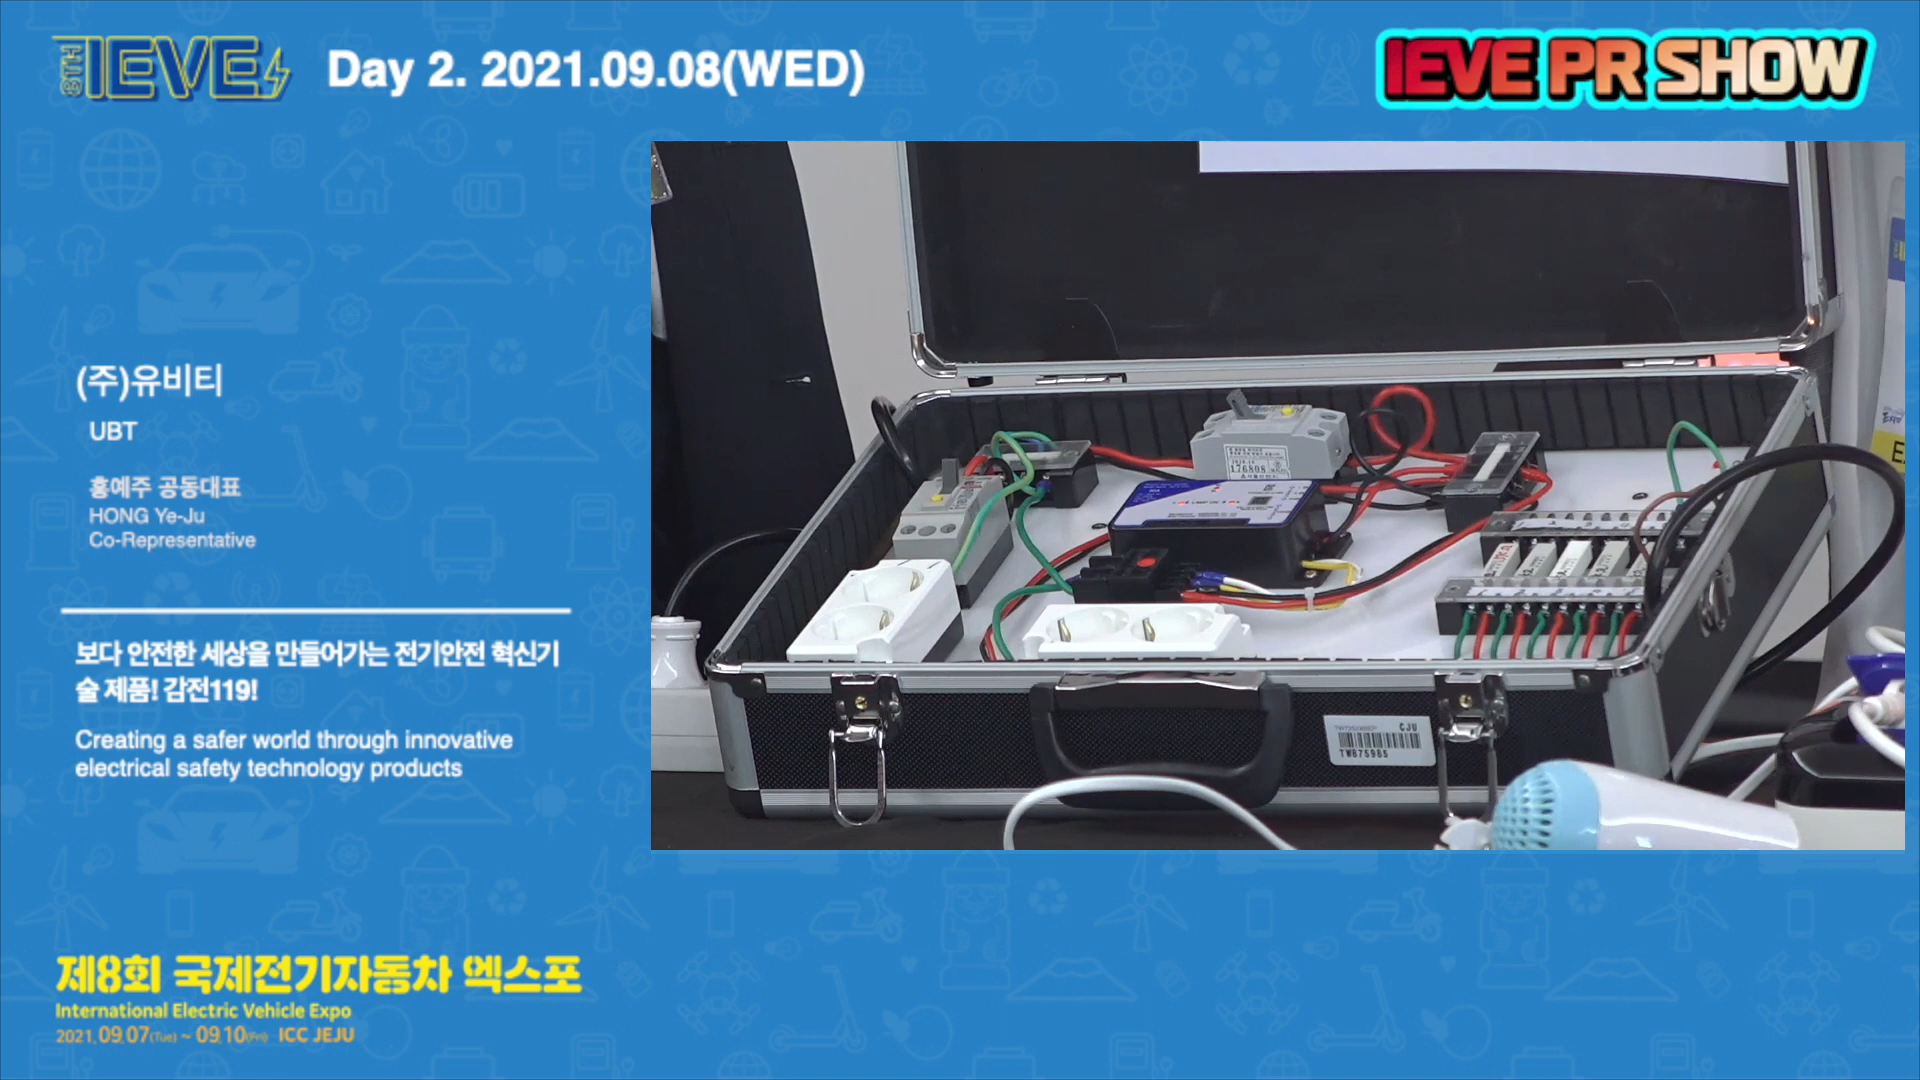 8TH IEVE
Day 2. 2021.09.08(WED)
IEVE PR SHOW
(주)유비티
UBT
홍예주 공동대표
HONG Ye-Ju
Co-Representative
보다 안전한 세상을 만들어가는 전기안전 혁신기
술 제품! 감전119!
Creating a safer world through innovative
electrical safety technology products
176808
CJU
TW875985
제8회 국제전기자동차 엑스포
International Electric Vehicle Expo
2021. 09.07(Tue) ~ 09.10(Fri) ICC JEJU